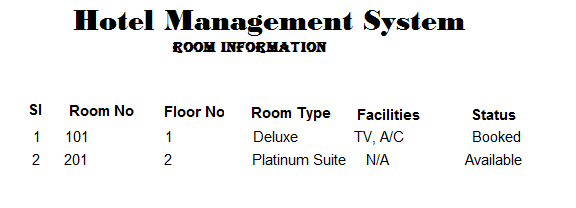 Hotel Management System
ROOM INFORMATION
Sl Room No Floor No Room Type Facilities Status
1 101 1 Deluxe TV, A/C Booked
2 201 2 Platinum Suite N/A Available